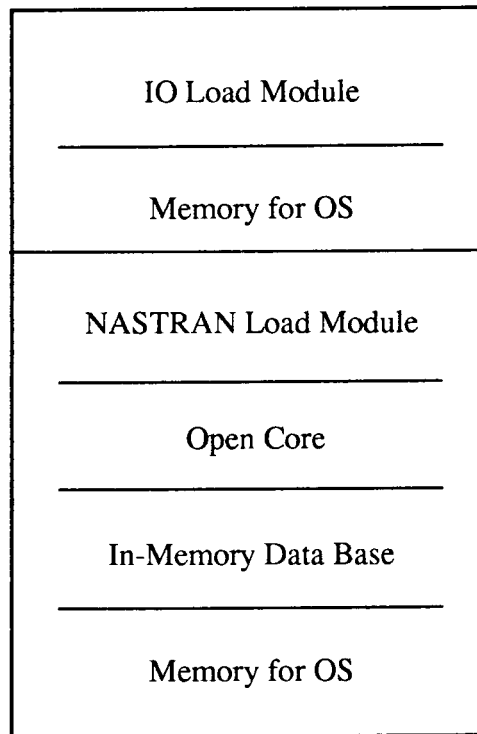 IO Load Module
Memory for OS
NASTRAN Load Module
Open Core
In-Memory Data Base
Memory for OS